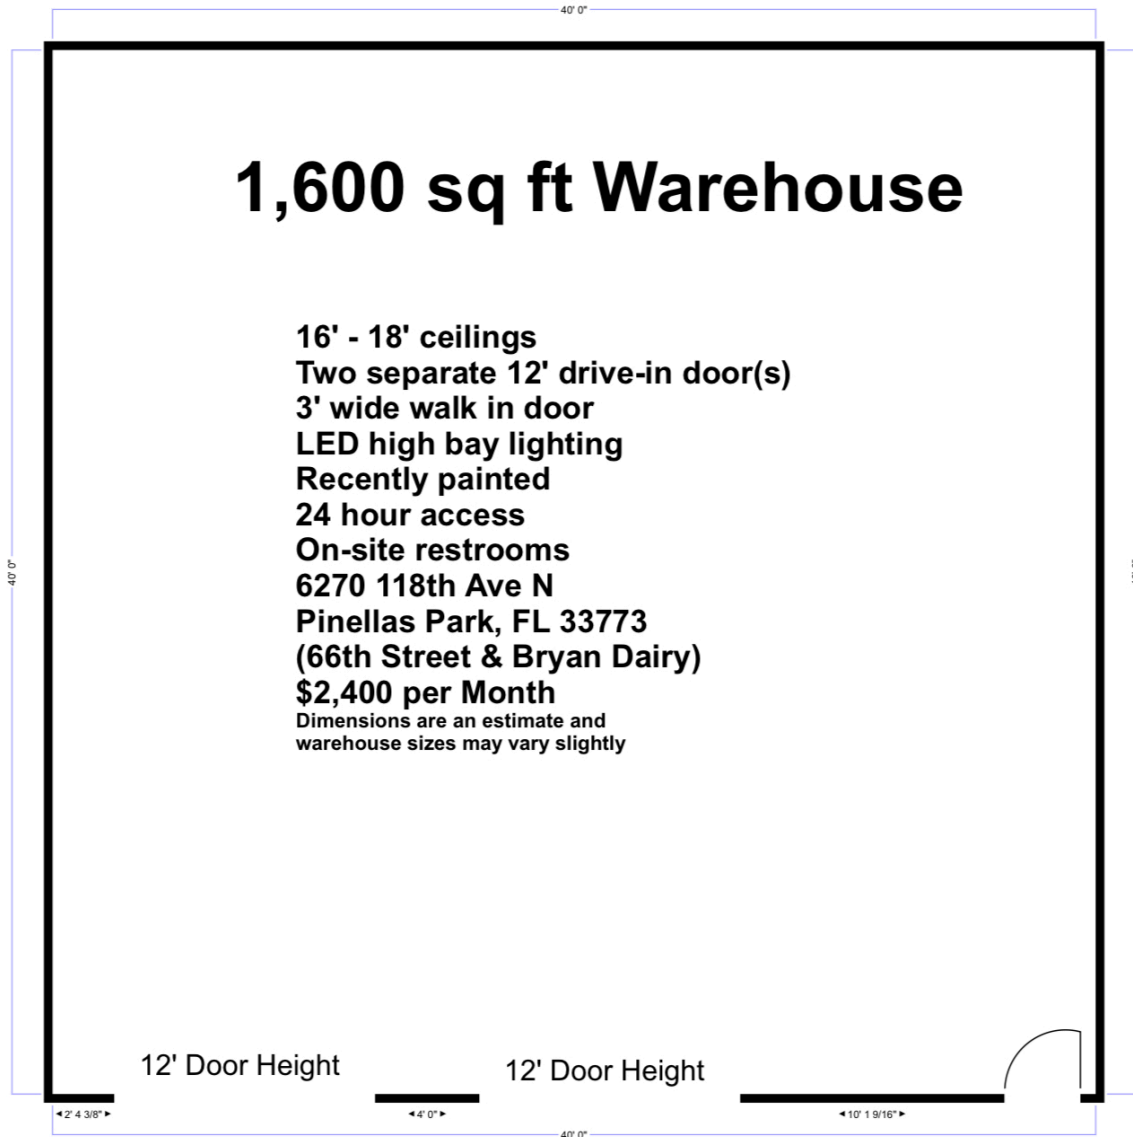 40' 0"
1,600 sq ft Warehouse
16' - 18' ceilings
Two separate 12' drive-in door(s)
3' wide walk in door
LED high bay lighting
Recently painted
24 hour access
On-site restrooms
6270 118th Ave N
Pinellas Park, FL 33773
(66th Street & Bryan Dairy)
$2,400 per Month
Dimensions are an estimate and
warehouse sizes may vary slightly
40' 0"
12' Door Height
12' Door Height
2' 4 3/8"
4' 0"
10' 1 9/16"
40' 0"